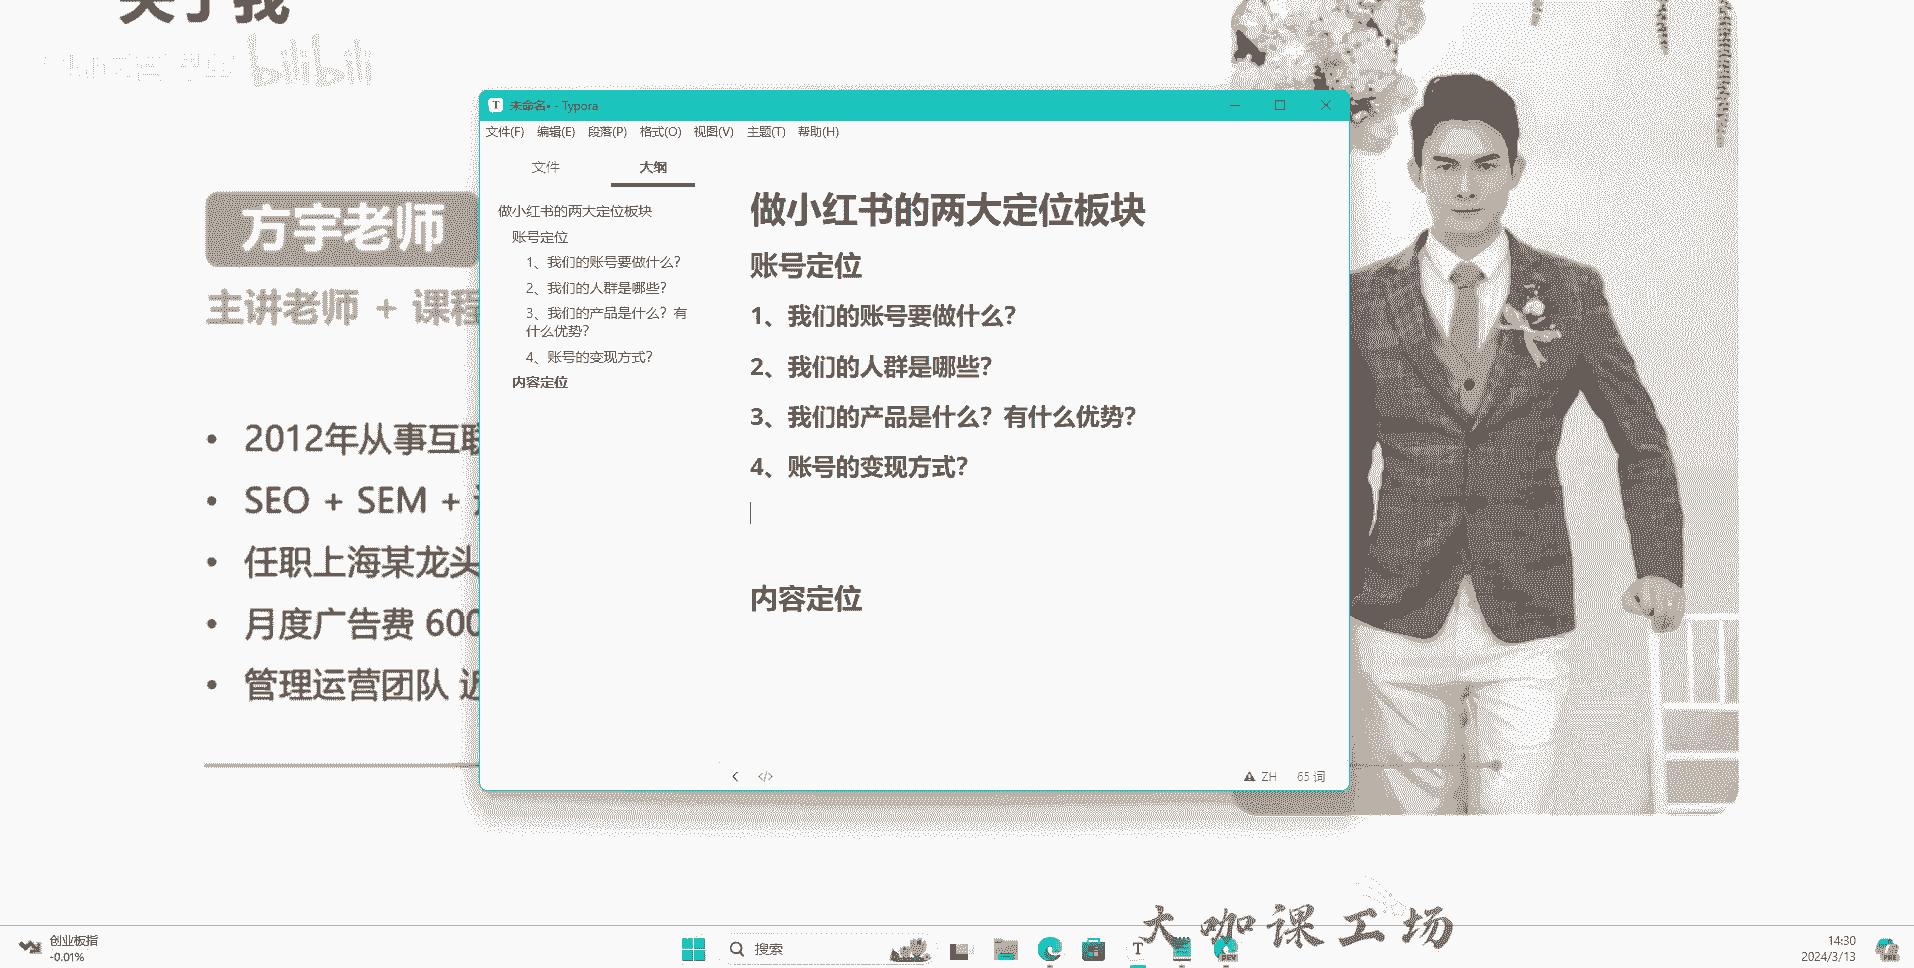 关于我
bilibili
方宇老师
主讲老师 + 课程
2012年从事互联
SEO + SEM +
任职上海某龙头
月度广告费 600
管理运营团队 近
未命名• - Typora
文件(F) 编辑(E) 段落(P) 格式(O) 视图(V) 主题(T) 帮助(H)
文件 大纲
做小红书的两大定位板块
账号定位
1、我们的账号要做什么?
2、我们的人群是哪些?
3、我们的产品是什么? 有
什么优势?
4、账号的变现方式?
内容定位
做小红书的两大定位板块
账号定位
1、我们的账号要做什么?
2、我们的人群是哪些?
3、我们的产品是什么? 有什么优势?
4、账号的变现方式?
内容定位
ZH 65 词
大咖课工场
创业板指
-0.01%
搜索
14:30
2024/3/13